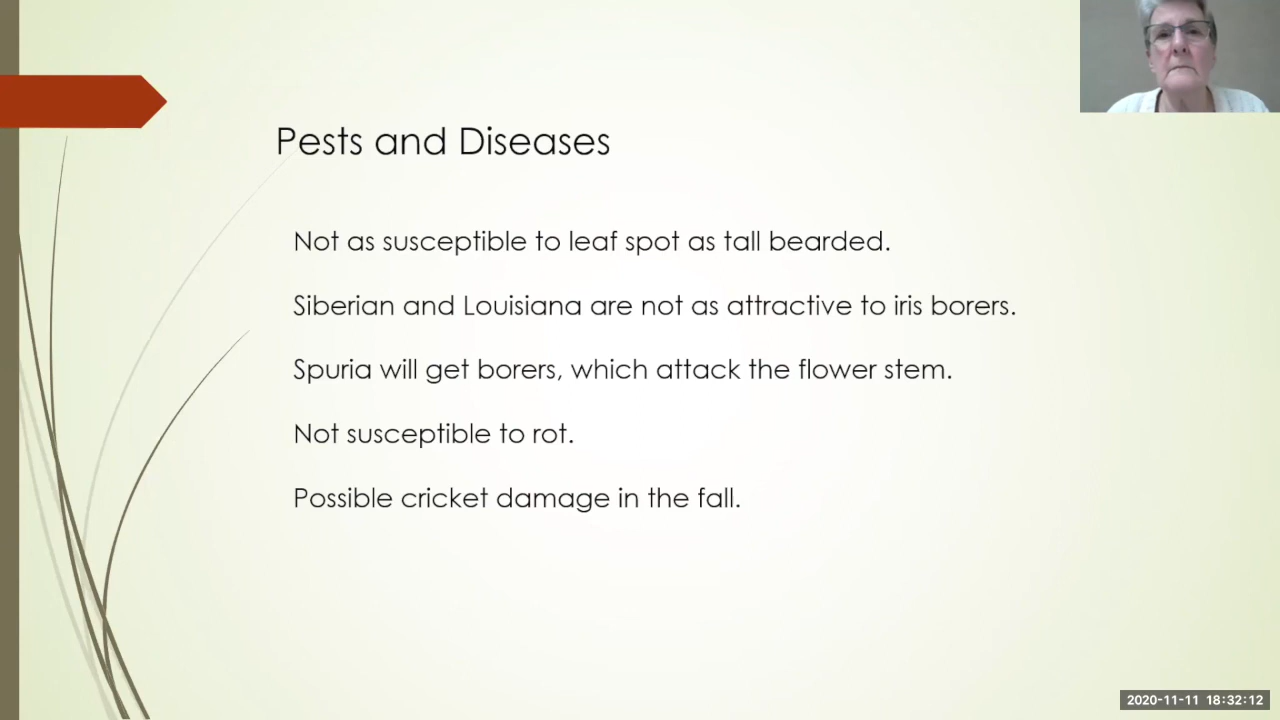 Pests and Diseases
Not as susceptible to leaf spot as tall bearded.
Siberian and Louisiana are not as attractive to iris borers.
Spuria will get borers, which attack the flower stem.
Not susceptible to rot.
Possible cricket damage in the fall.
2020-11-11 18:32:12